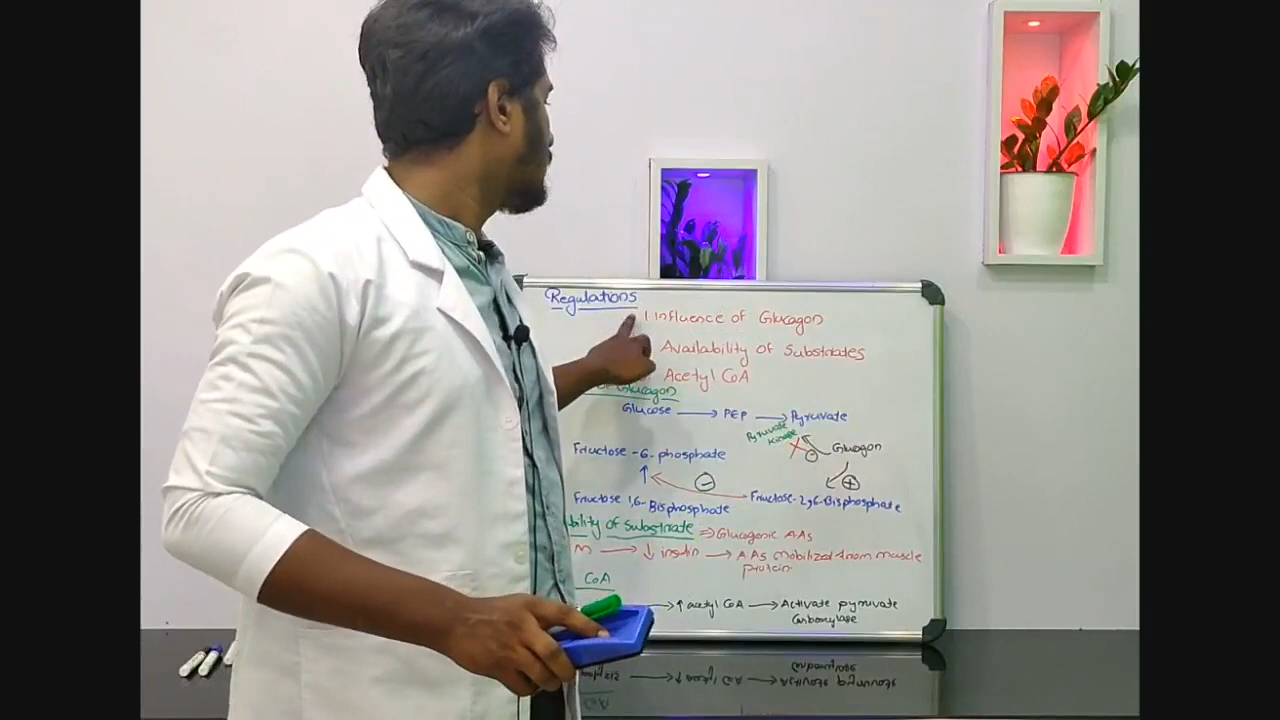 Regulations
1 Influence of Glucagon
Availability of Substrates
Acetyl CoA
Glucagon
Glucose → PEP → Pyruvate
Pyruvate
Kinase
Fructose -6-phosphate
Glucagon
Fructose 1,6-Bisphosphate
Fructose-2,6-Bisphosphate
bility of Substrate ⇒ Glucogenic AAs
M → ↓ insulin → AAs mobilized from muscle
protein.
CoA
→ ↑ acetyl CoA → Activate pyruvate
Carboxylase